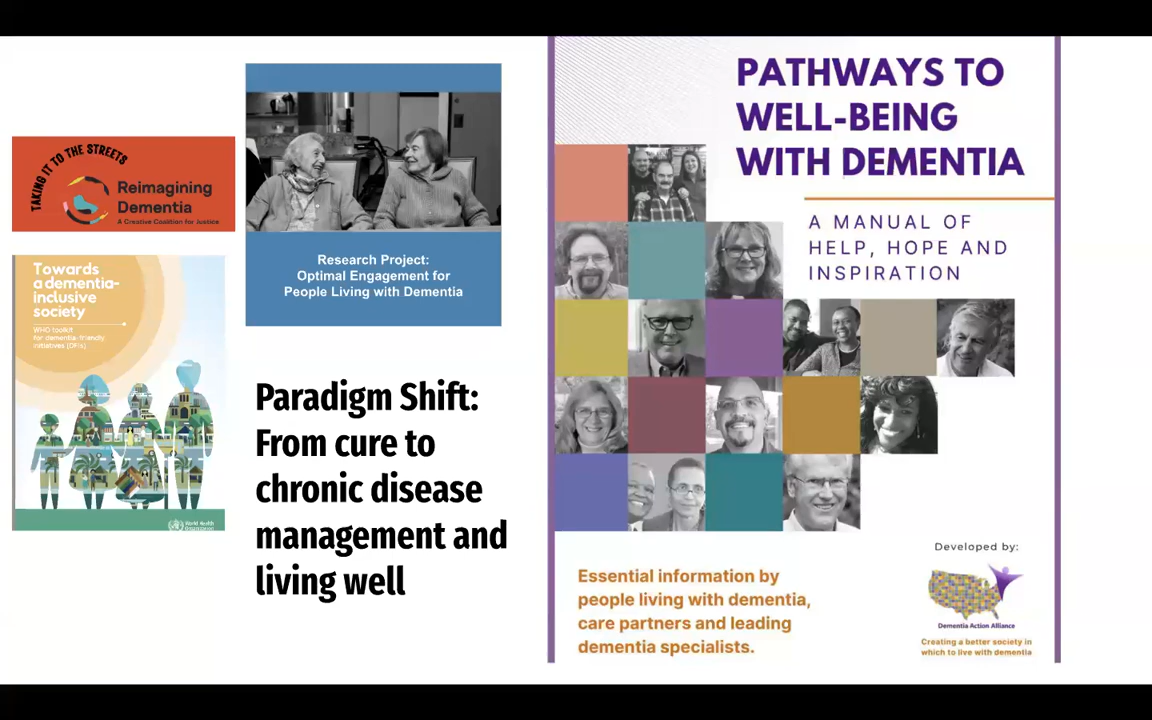 TAKING IT TO THE STREETS
Reimagining
Dementia
A Creative Coalition for Justice
Towards
a dementia-
inclusive
society
WHO toolkit
for dementia-friendly
initiatives (DFIs)
World Health
Organization
Research Project:
Optimal Engagement for
People Living with Dementia
Paradigm Shift:
From cure to
chronic disease
management and
living well
PATHWAYS TO
WELL-BEING
WITH DEMENTIA
A MANUAL OF
HELP, HOPE AND
INSPIRATION
Essential information by
people living with dementia,
care partners and leading
dementia specialists.
Developed by:
Dementia Action Alliance
Creating a better society in
which to live with dementia